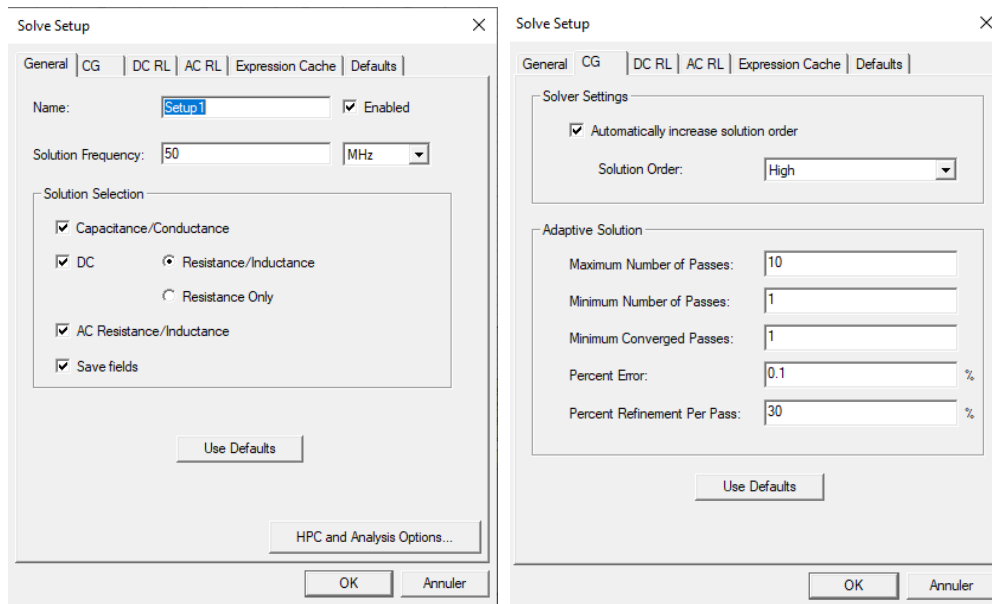 Solve Setup
General CG DC RL AC RL Expression Cache Defaults
Name: Setup1 Enabled
Solution Frequency: 50 MHz
Solution Selection
Capacitance/Conductance
DC Resistance/Inductance
Resistance Only
AC Resistance/Inductance
Save fields
Use Defaults
HPC and Analysis Options...
OK Annuler
Solve Setup
General CG DC RL AC RL Expression Cache Defaults
Solver Settings
Automatically increase solution order
Solution Order: High
Adaptive Solution
Maximum Number of Passes: 10
Minimum Number of Passes: 1
Minimum Converged Passes: 1
Percent Error: 0.1 %
Percent Refinement Per Pass: 30 %
Use Defaults
OK Annuler